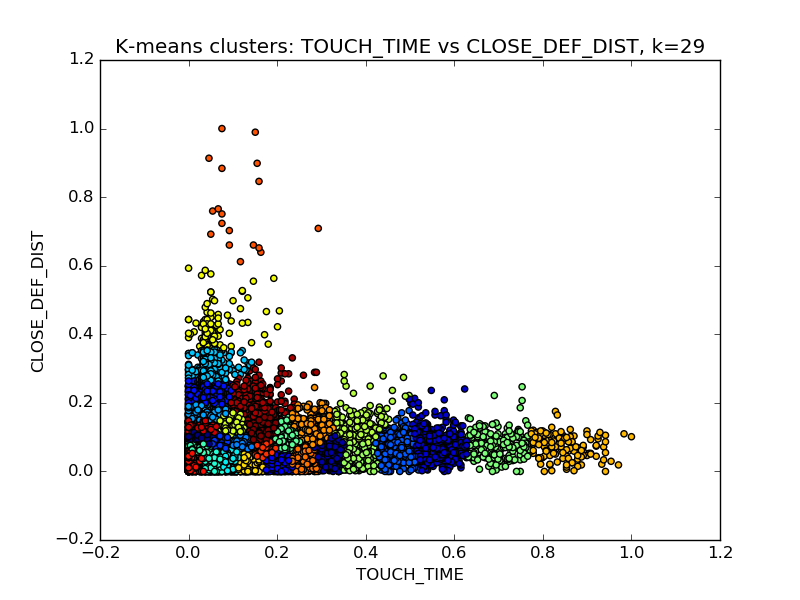 K-means clusters: TOUCH_TIME vs CLOSE_DEF_DIST, k=29
1.2
1.0
0.8
0.6
0.4
0.2
0.0
−0.2
CLOSE_DEF_DIST
−0.2 0.0 0.2 0.4 0.6 0.8 1.0 1.2
TOUCH_TIME